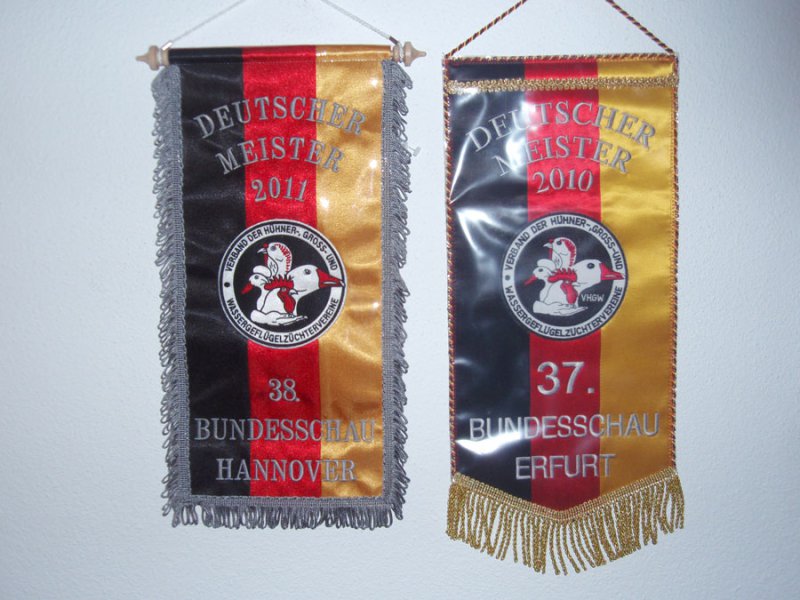 DEUTSCHER
MEISTER
2011
VERBAND DER HÜHNER-, GROSS- UND
WASSERGEFLÜGELZÜCHTERVEREINE
38.
BUNDESSCHAU
HANNOVER
DEUTSCHER
MEISTER
2010
VERBAND DER HÜHNER-, GROSS- UND
VHGW
WASSERGEFLÜGELZÜCHTERVEREINE
37.
BUNDESSCHAU
ERFURT